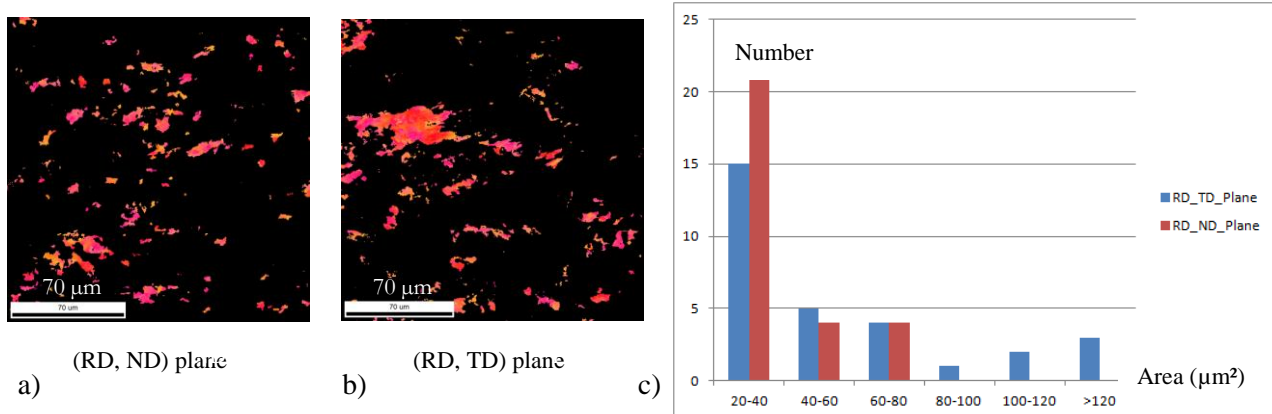 70 µm
70 um
(RD, ND) plane
a)
70 µm
70 um
(RD, TD) plane
b)
c)
Number
25
20
15
10
5
0
20-40
40-60
60-80
80-100
100-120
>120
Area (µm²)
RD_TD_Plane
RD_ND_Plane